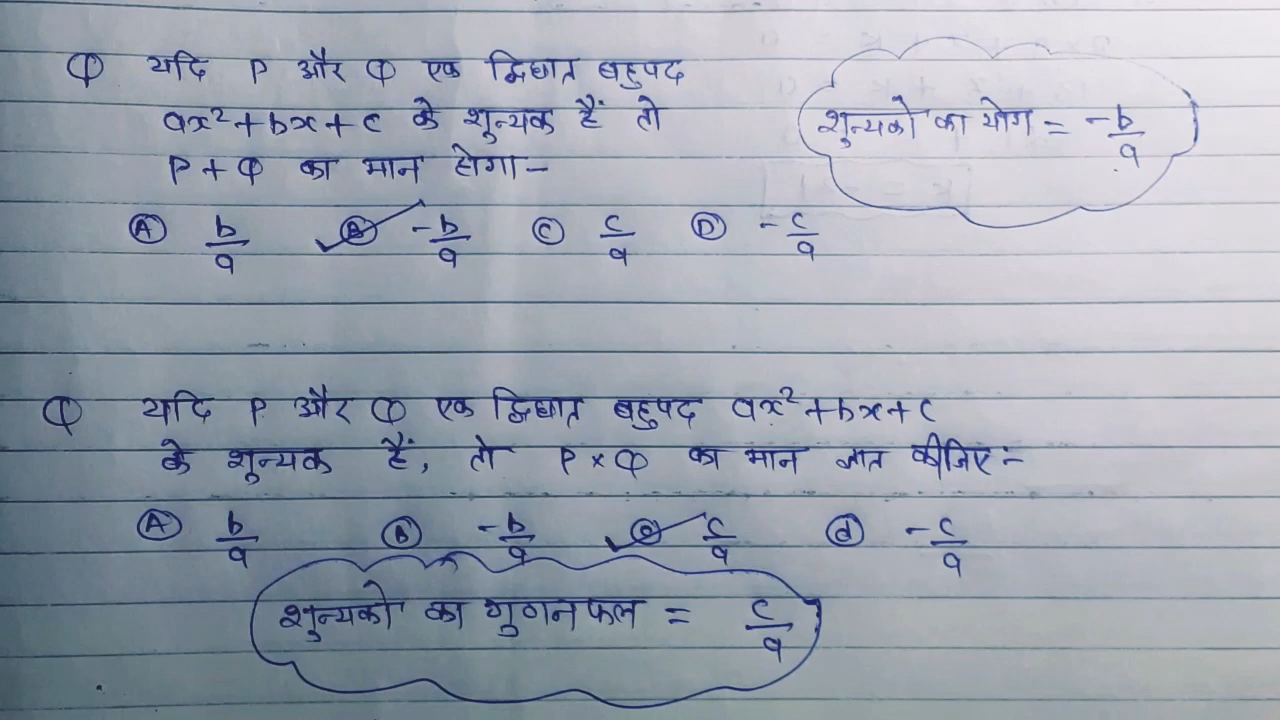 Q यदि P और Q एक द्विघात बहुपद
ax²+bx+c के शून्यक हैं तो
P+Q का मान होगा–
शुन्यको का योग = -b/a
Ⓐ b/a Ⓑ -b/a Ⓒ c/a Ⓓ -c/a
Q यदि P और Q एक द्विघात बहुपद ax²+bx+c
के शून्यक हैं, तो P×Q का मान ज्ञात कीजिए :–
Ⓐ b/a Ⓑ -b/a Ⓒ c/a ⓓ -c/a
शुन्यको का गुणनफल = c/a